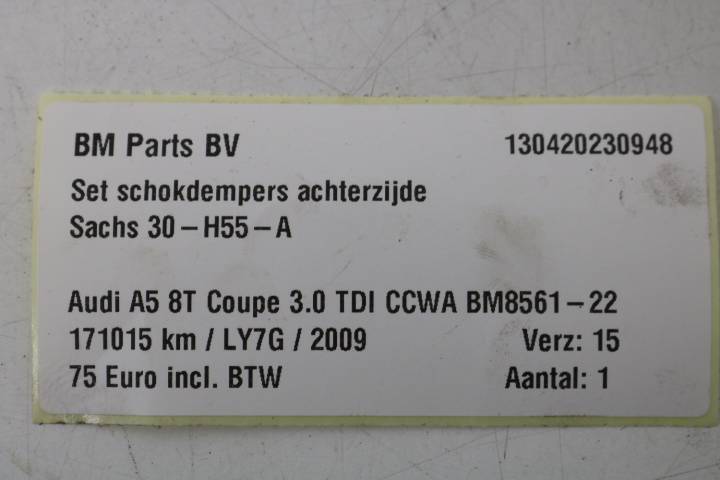 BM Parts BV 130420230948
Set schokdempers achterzijde
Sachs 30-H55-A
Audi A5 8T Coupe 3.0 TDI CCWA BM8561-22
171015 km / LY7G / 2009 Verz: 15
75 Euro incl. BTW Aantal: 1